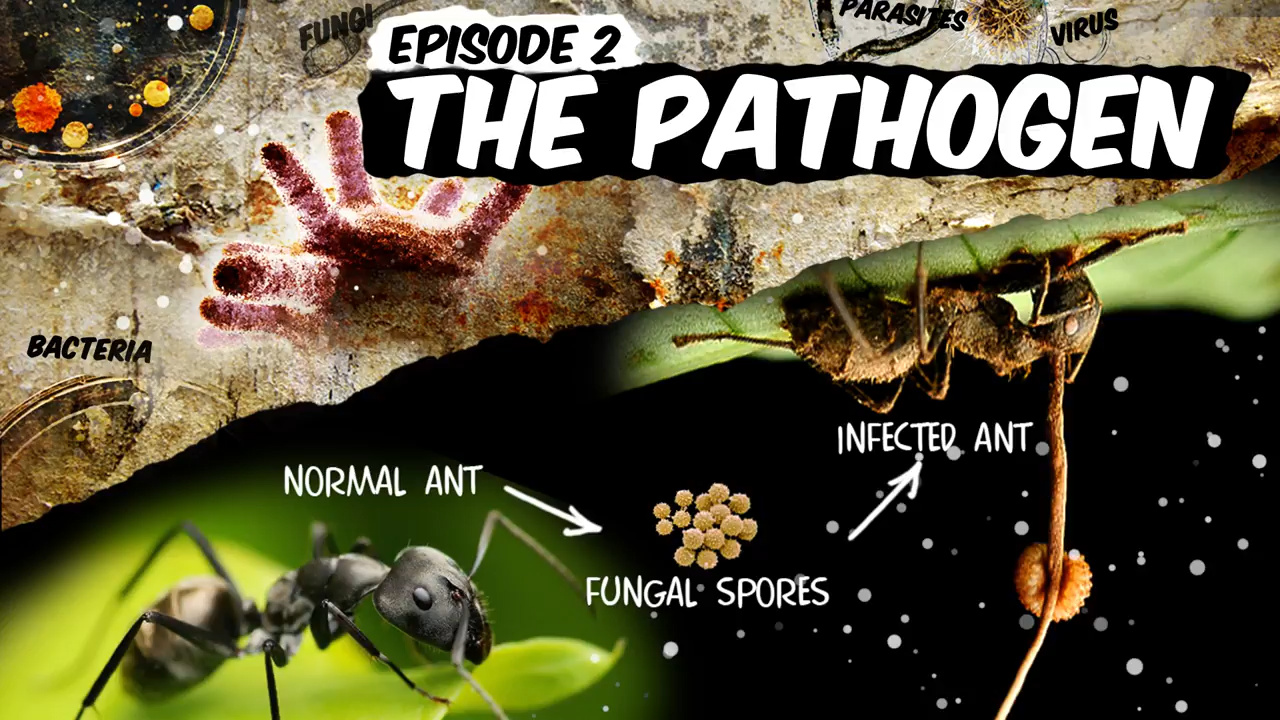 FUNGI
PARASITES
VIRUS
EPISODE 2
THE PATHOGEN
BACTERIA
INFECTED ANT
NORMAL ANT
FUNGAL SPORES